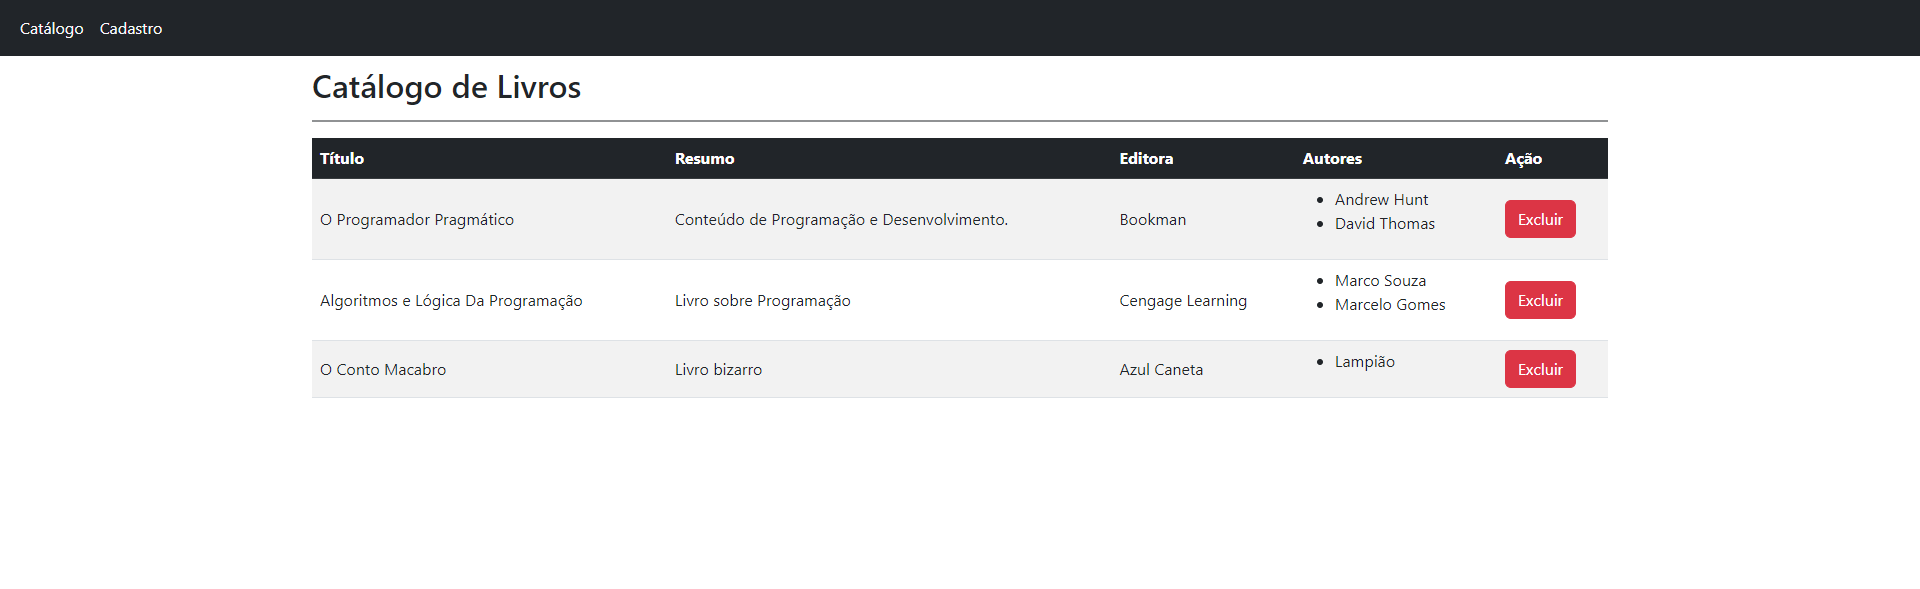 Catálogo Cadastro
Catálogo de Livros
Título Resumo Editora Autores Ação
O Programador Pragmático Conteúdo de Programação e Desenvolvimento. Bookman Andrew Hunt David Thomas Excluir
Algoritmos e Lógica Da Programação Livro sobre Programação Cengage Learning Marco Souza Marcelo Gomes Excluir
O Conto Macabro Livro bizarro Azul Caneta Lampião Excluir